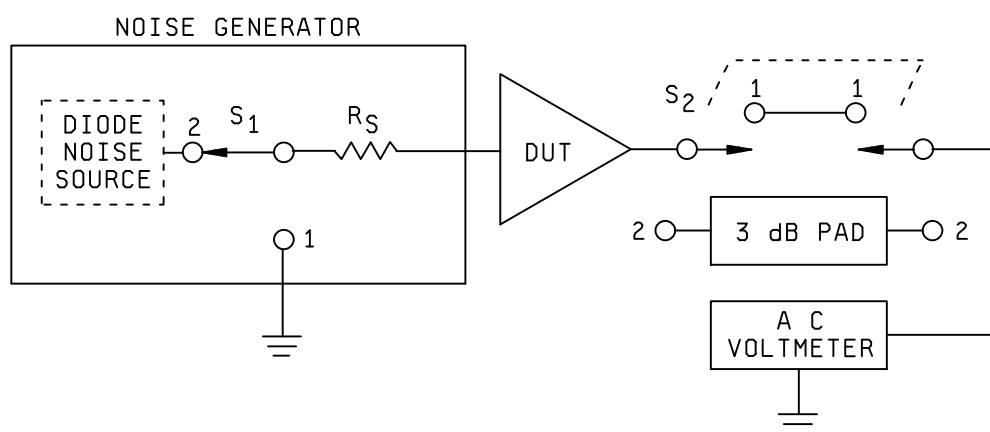 NOISE GENERATOR
DIODE
NOISE
SOURCE
2
S1
RS
1
DUT
S2
1
1
2
3 dB PAD
2
A C
VOLTMETER